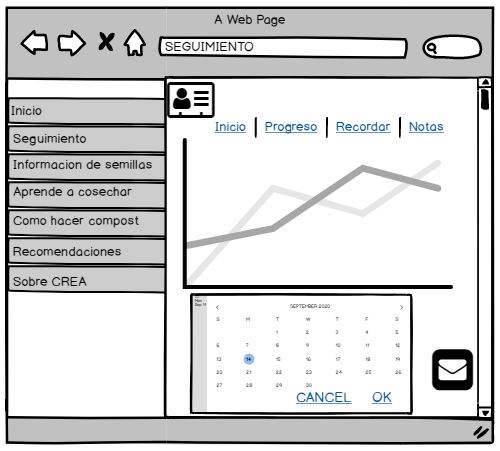 A Web Page
SEGUIMIENTO
Inicio
Seguimiento
Informacion de semillas
Aprende a cosechar
Como hacer compost
Recomendaciones
Sobre CREA
Inicio Progreso Recordar Notas
SEPTEMBER 2020
S M T W T F S
1 2 3 4 5
6 7 8 9 10 11 12
13 14 15 16 17 18 19
20 21 22 23 24 25 26
27 28 29 30
CANCEL OK